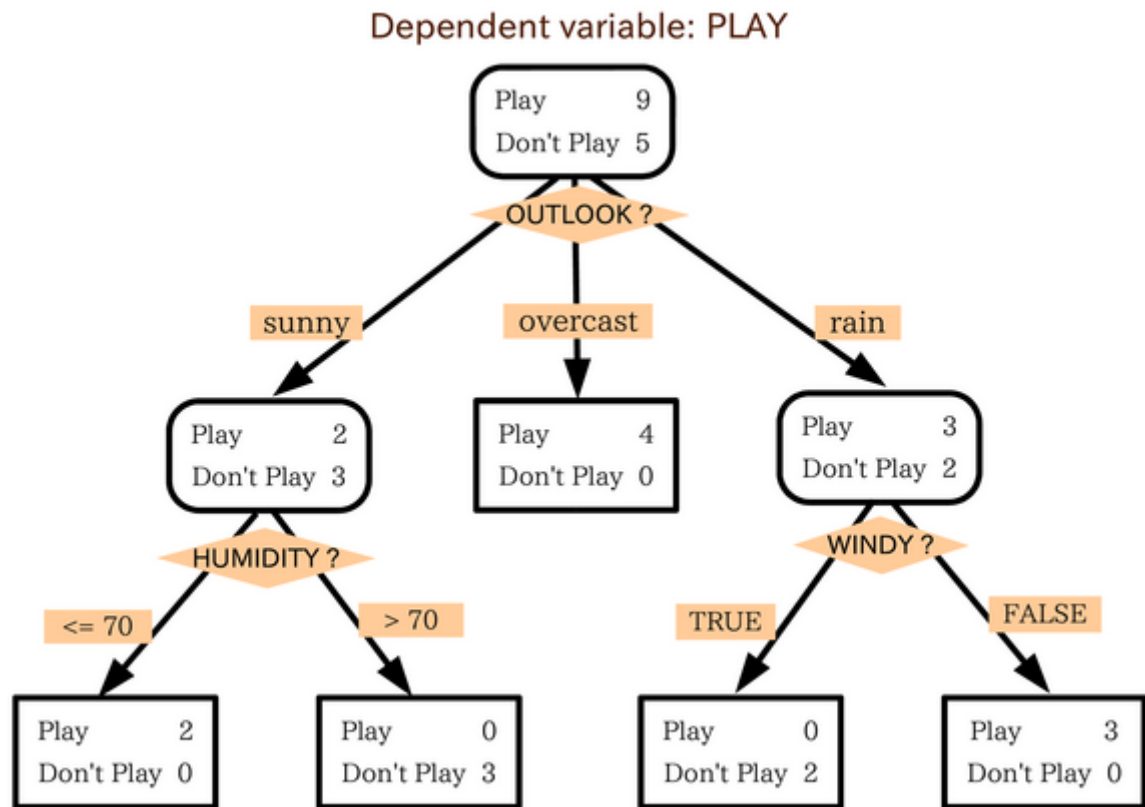 Dependent variable: PLAY
Play 9
Don't Play 5
OUTLOOK ?
sunny
overcast
rain
Play 2
Don't Play 3
Play 4
Don't Play 0
Play 3
Don't Play 2
HUMIDITY ?
WINDY ?
<= 70
> 70
TRUE
FALSE
Play 2
Don't Play 0
Play 0
Don't Play 3
Play 0
Don't Play 2
Play 3
Don't Play 0